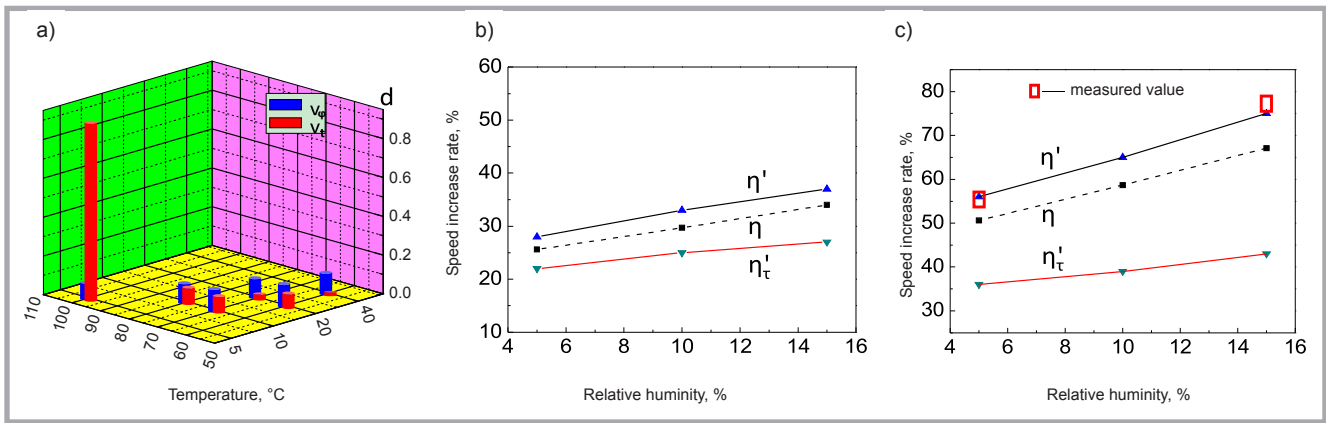 a)
d
Vφ
Vt
0.8
0.6
0.4
0.2
0.0
110
100
90
80
70
60
50
5
10
20
40
Temperature, °C
b)
Speed increase rate, %
60
50
40
30
20
10
η'
η
η'τ
4 6 8 10 12 14 16
Relative huminity, %
c)
measured value
Speed increase rate, %
80
70
60
50
40
30
η'
η
η'τ
4 6 8 10 12 14 16
Relative huminity, %